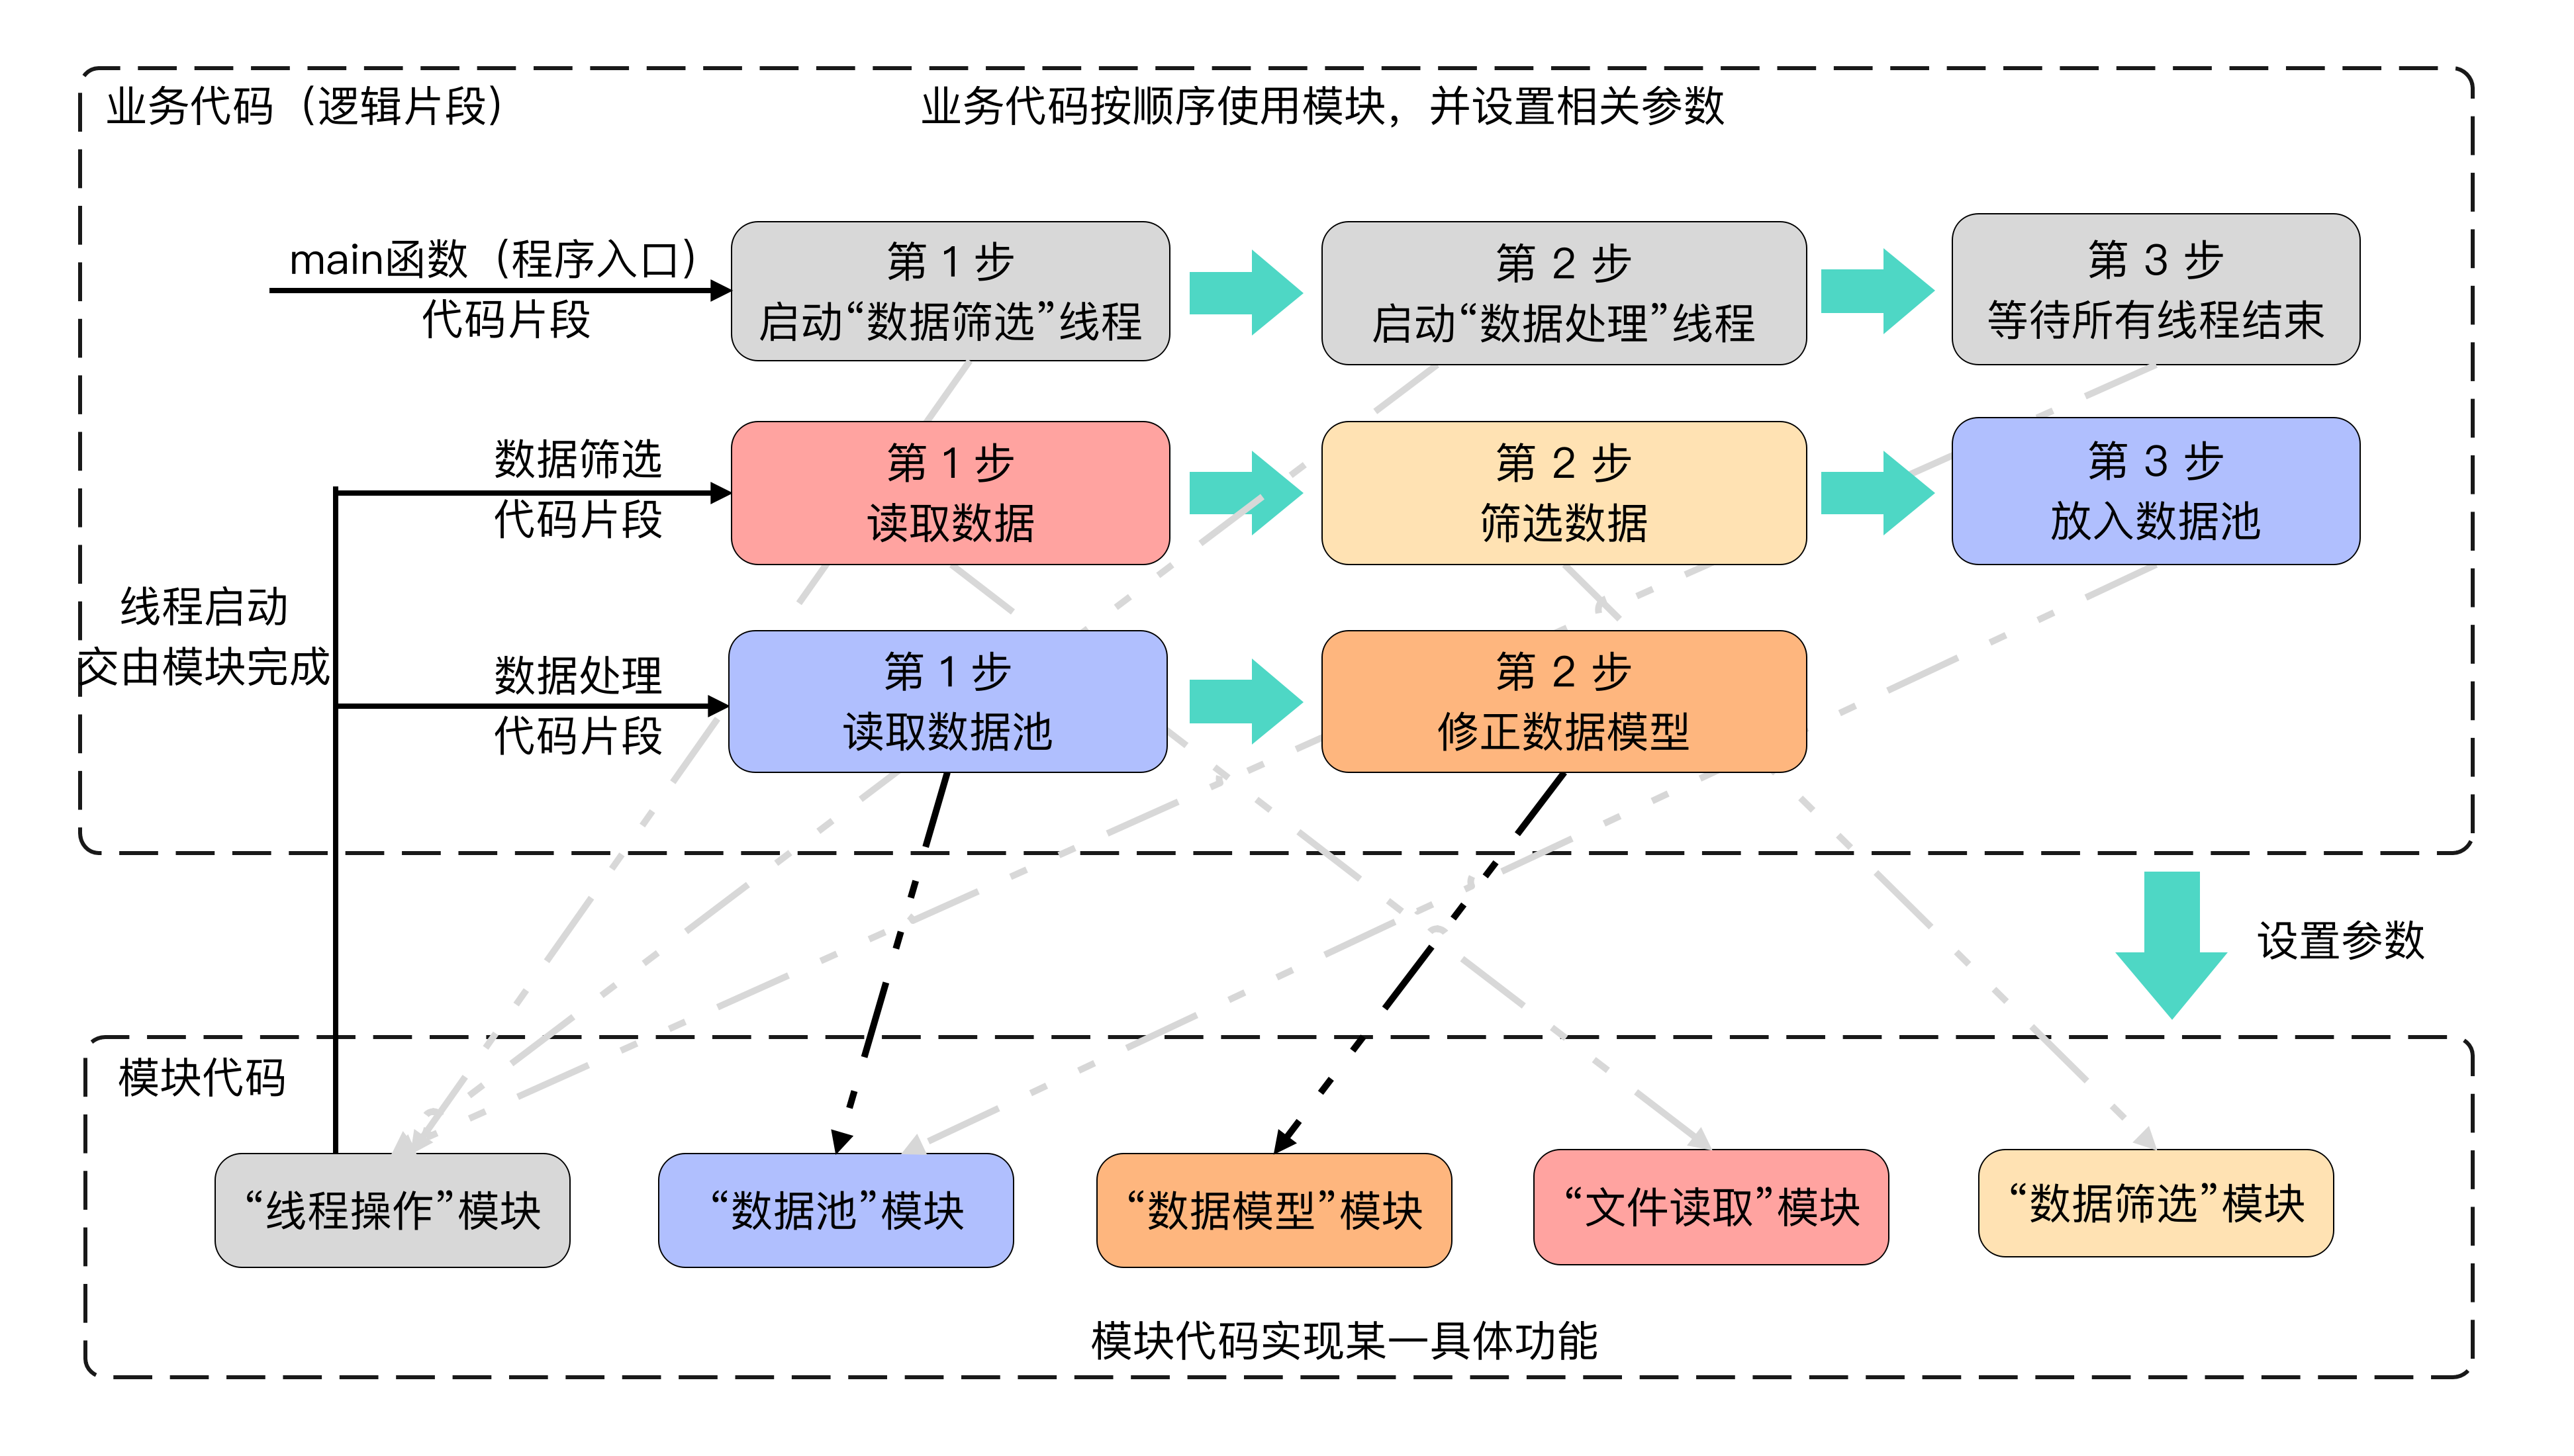 业务代码（逻辑片段）
业务代码按顺序使用模块，并设置相关参数
main函数（程序入口）
代码片段
第 1 步
启动“数据筛选”线程
第 2 步
启动“数据处理”线程
第 3 步
等待所有线程结束
数据筛选
代码片段
第 1 步
读取数据
第 2 步
筛选数据
第 3 步
放入数据池
线程启动
交由模块完成
数据处理
代码片段
第 1 步
读取数据池
第 2 步
修正数据模型
设置参数
模块代码
“线程操作”模块
“数据池”模块
“数据模型”模块
“文件读取”模块
“数据筛选”模块
模块代码实现某一具体功能